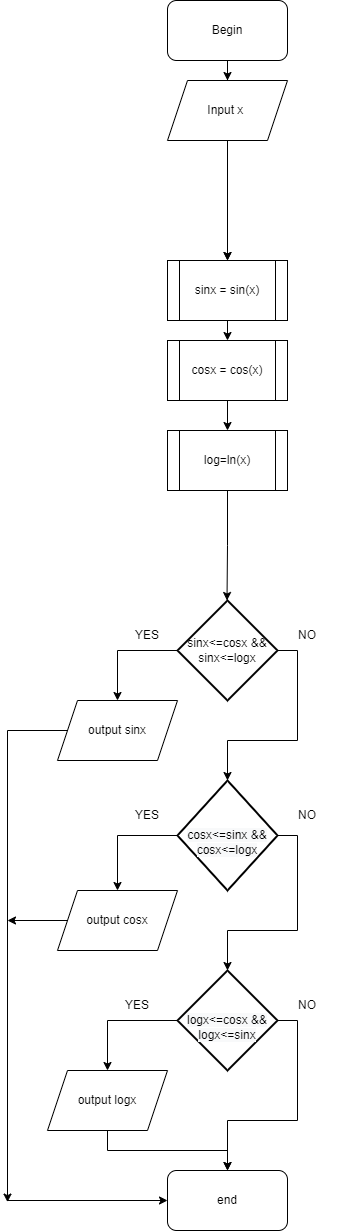 Begin
Input x
sinx = sin(x)
cosx = cos(x)
log=ln(x)
YES
sinx<=cosx &&
sinx<=logx
NO
output sinx
YES
cosx<=sinx &&
cosx<=logx
NO
output cosx
YES
logx<=cosx &&
logx<=sinx
NO
output logx
end